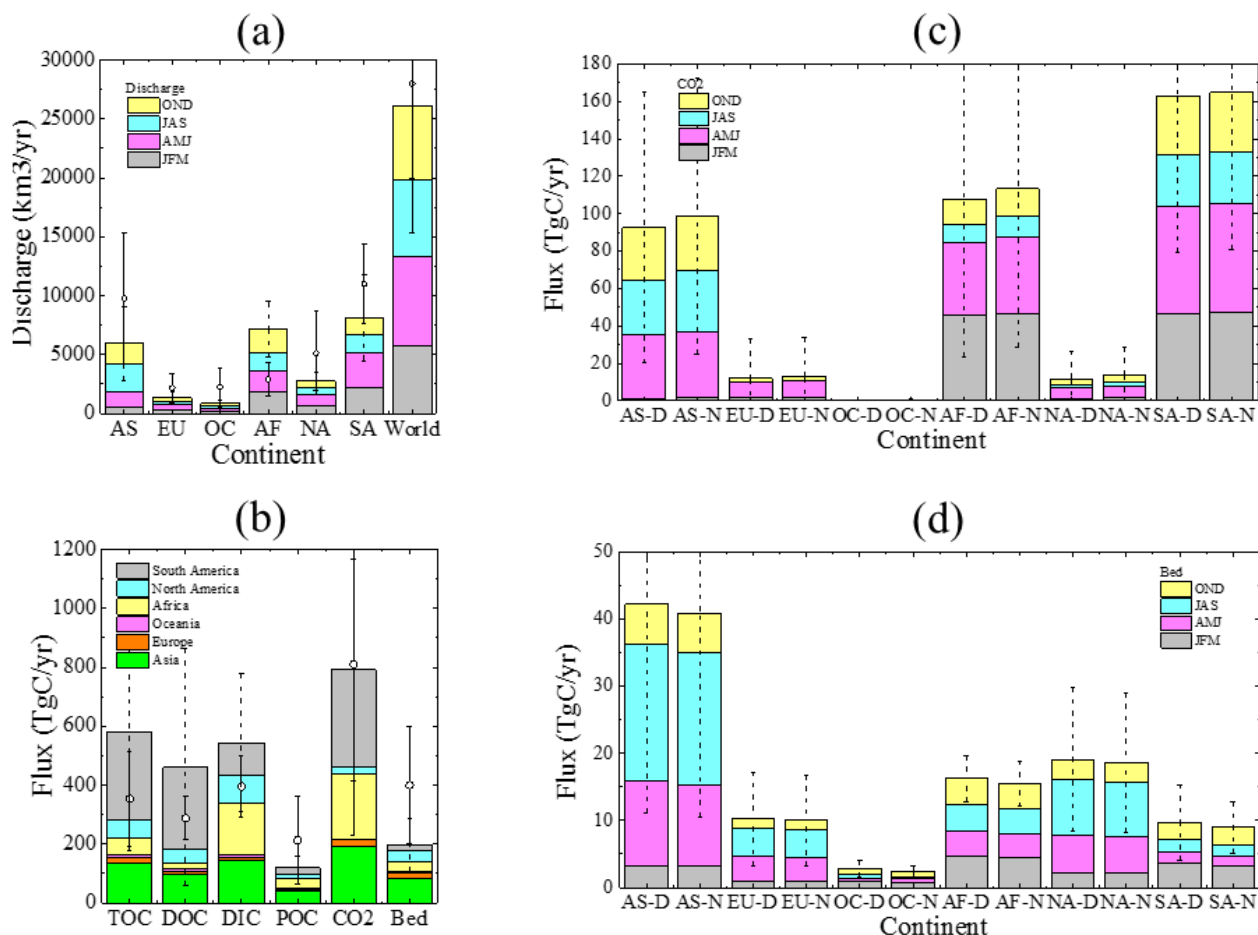 (a)
30000
25000
20000
15000
10000
5000
0
Discharge (km3/yr)
Discharge
OND
JAS
AMJ
JFM
AS EU OC AF NA SA World
Continent
(c)
180
160
140
120
100
80
60
40
20
0
Flux (TgC/yr)
CO2
OND
JAS
AMJ
JFM
AS-D AS-N EU-D EU-N OC-D OC-N AF-D AF-N NA-D NA-N SA-D SA-N
Continent
(b)
1200
1000
800
600
400
200
0
Flux (TgC/yr)
South America
North America
Africa
Oceania
Europe
Asia
TOC DOC DIC POC CO2 Bed
(d)
50
40
30
20
10
0
Flux (TgC/yr)
Bed
OND
JAS
AMJ
JFM
AS-D AS-N EU-D EU-N OC-D OC-N AF-D AF-N NA-D NA-N SA-D SA-N
Continent